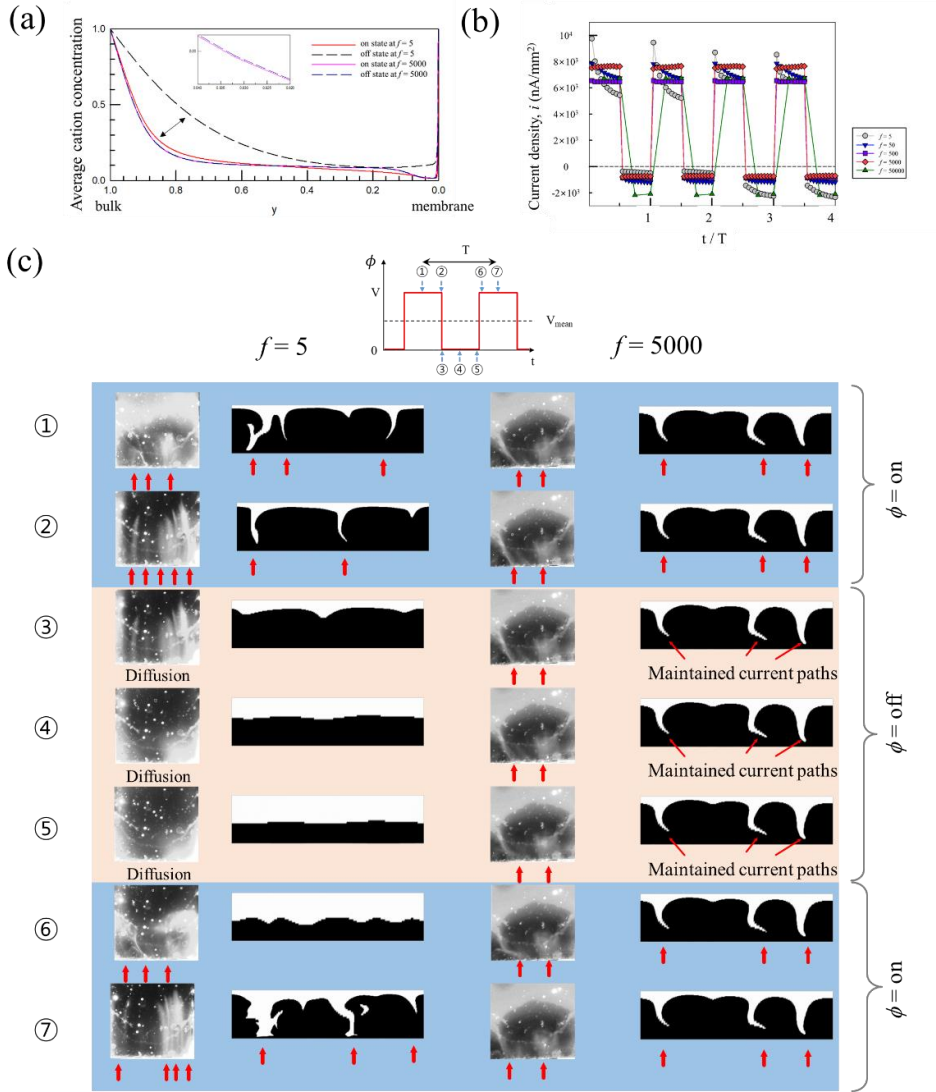 (a)
Average cation concentration
1.0
0.5
0.0
on state at f = 5
off state at f = 5
on state at f = 5000
off state at f = 5000
1.0 0.8 0.6 0.4 0.2 0.0
bulk y membrane
(b)
Current density, i (nA/mm²)
10⁴
8×10³
6×10³
4×10³
2×10³
0
-2×10³
1 2 3 4
t / T
f = 5
f = 50
f = 500
f = 5000
f = 50000
(c)
ϕ
T
① ② ⑥ ⑦
V
Vmean
0
t
③ ④ ⑤
f = 5
f = 5000
①
②
ϕ = on
③
Diffusion
Maintained current paths
④
Diffusion
Maintained current paths
⑤
Diffusion
Maintained current paths
ϕ = off
⑥
⑦
ϕ = on